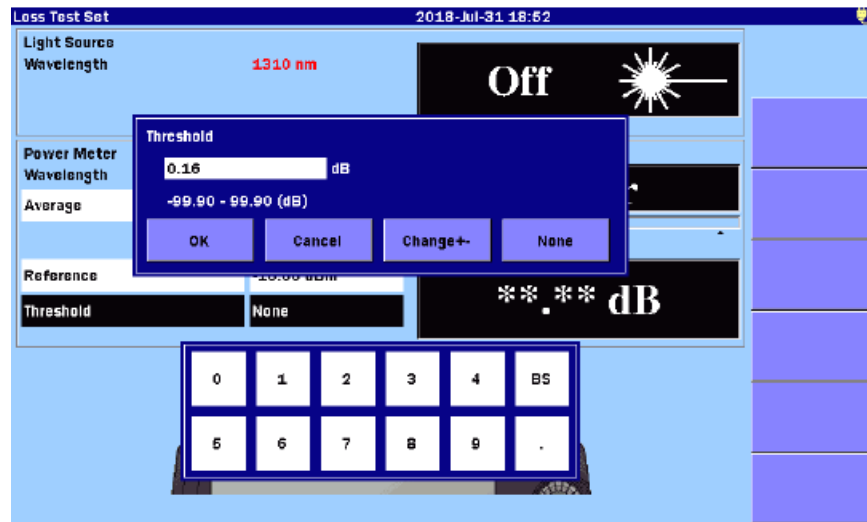 Loss Test Set 2018-Jul-31 18:52
Light Source
Wavelength 1310 nm
Off
Threshold
0.16 dB
-99.90 - 99.90 (dB)
OK Cancel Change+- None
Power Meter
Wavelength
Average
Reference
Threshold None
**.** dB
0 1 2 3 4 BS
5 6 7 8 9 .